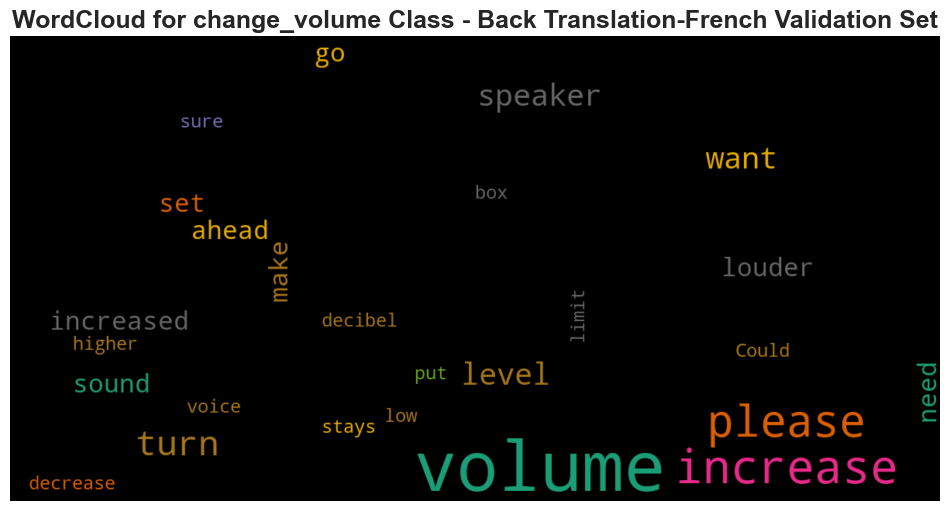 WordCloud for change_volume Class - Back Translation-French Validation Set
go
speaker
sure
want
box
set
ahead
make
louder
limit
increased
decibel
higher
Could
put
level
sound
need
voice
low
stays
please
turn
volume
increase
decrease